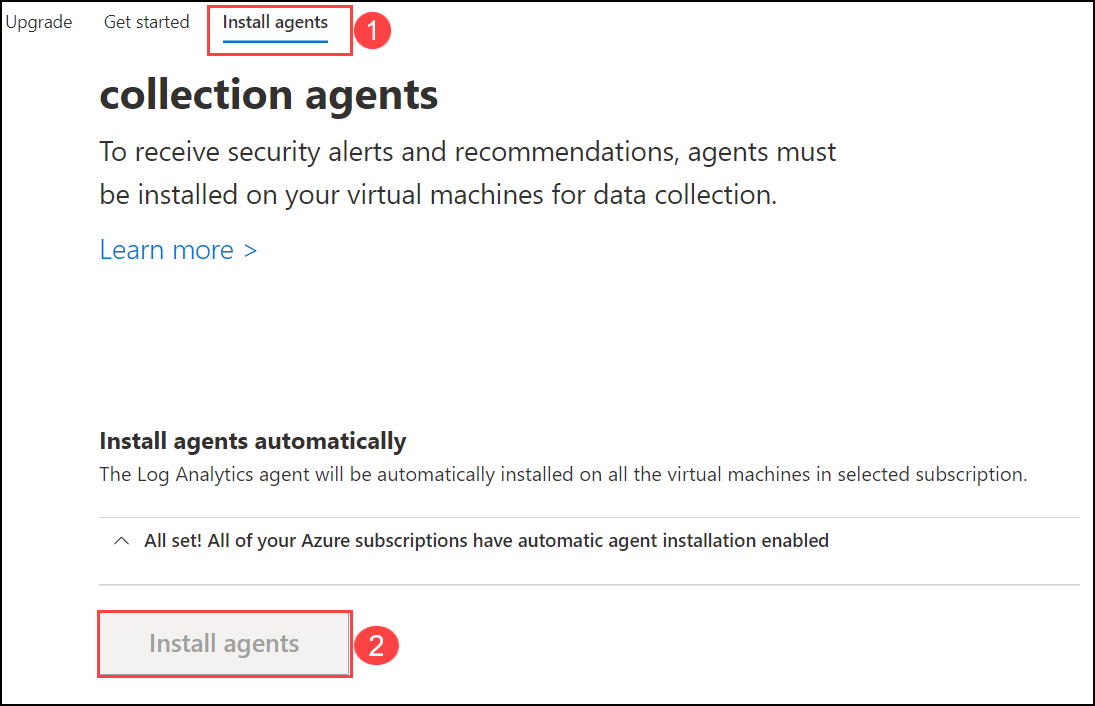 Upgrade Get started Install agents 1
collection agents
To receive security alerts and recommendations, agents must
be installed on your virtual machines for data collection.
Learn more >
Install agents automatically
The Log Analytics agent will be automatically installed on all the virtual machines in selected subscription.
All set! All of your Azure subscriptions have automatic agent installation enabled
Install agents 2